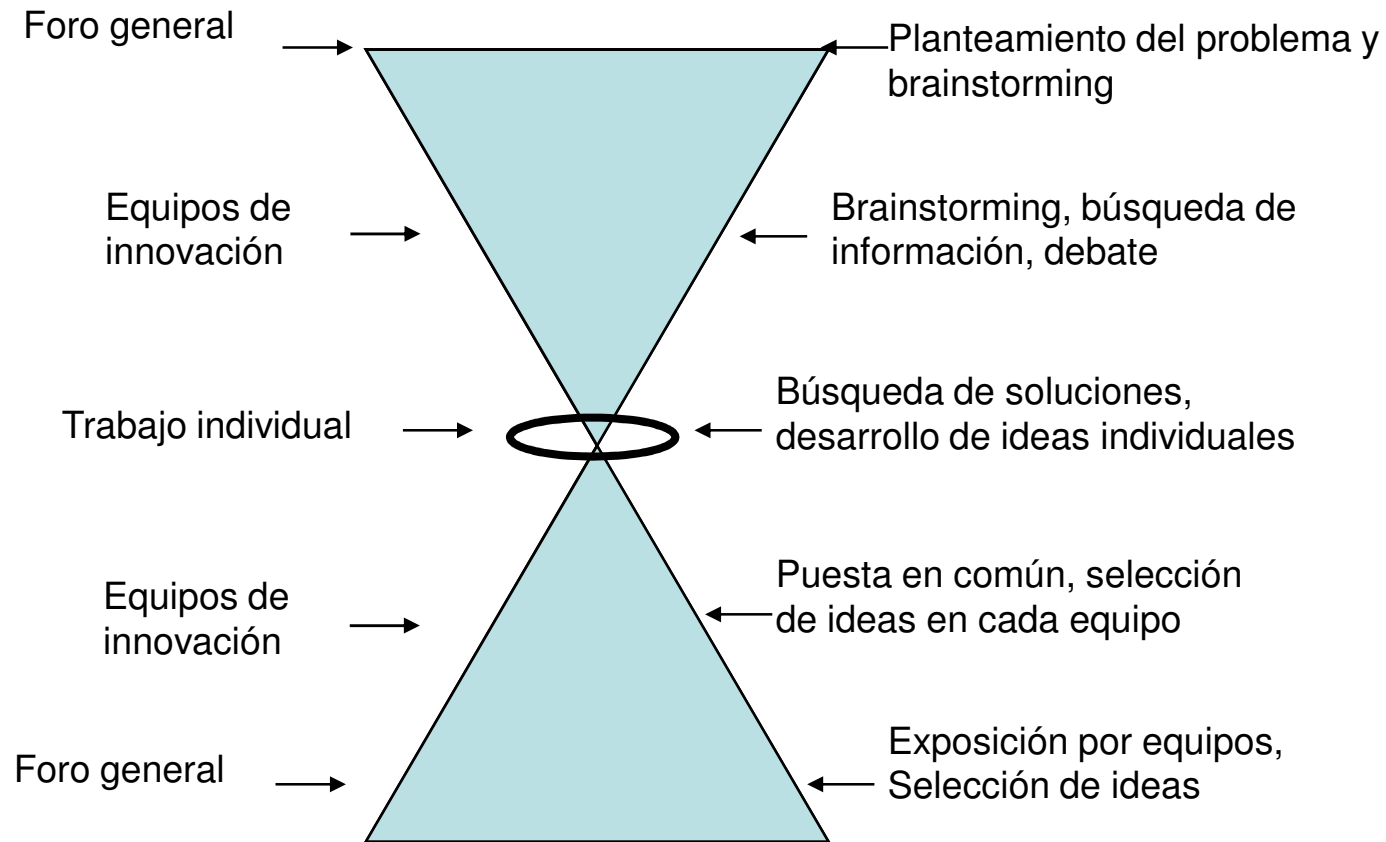 Foro general
Planteamiento del problema y
brainstorming
Equipos de
innovación
Brainstorming, búsqueda de
información, debate
Trabajo individual
Búsqueda de soluciones,
desarrollo de ideas individuales
Equipos de
innovación
Puesta en común, selección
de ideas en cada equipo
Foro general
Exposición por equipos,
Selección de ideas